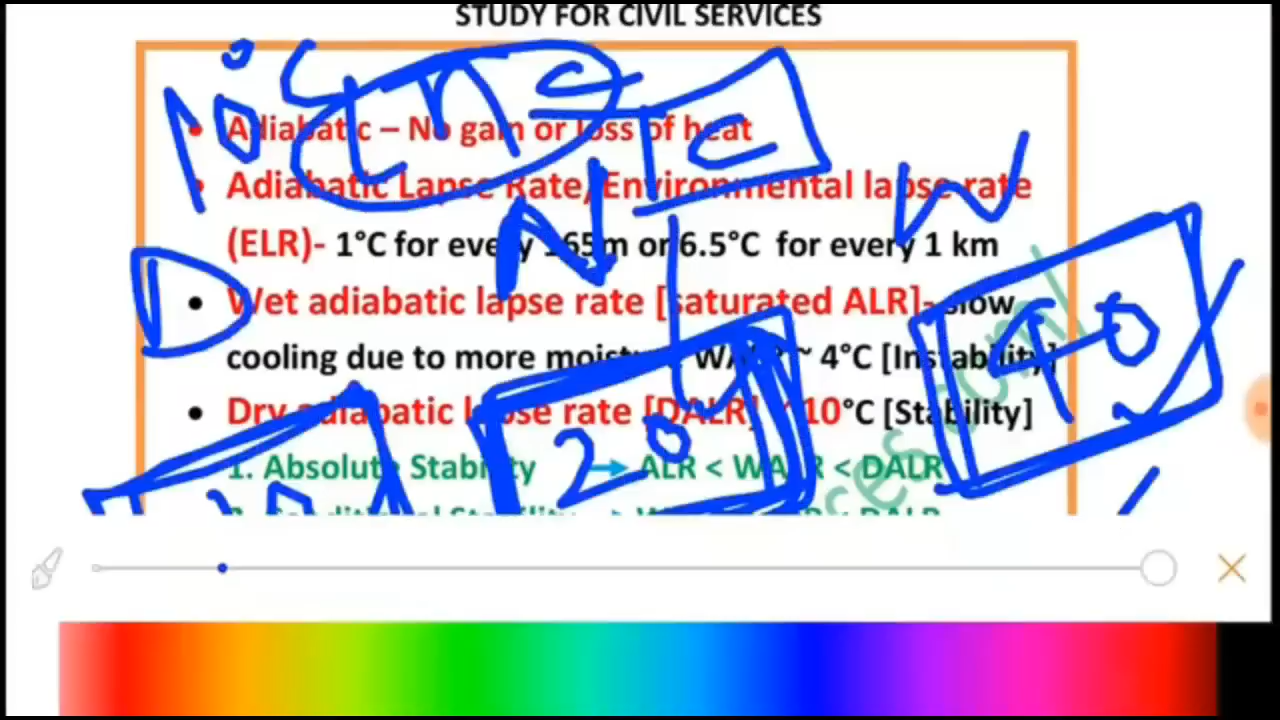 STUDY FOR CIVIL SERVICES
• Adiabatic – No gain or loss of heat
• Adiabatic Lapse Rate/Environmental lapse rate
(ELR)- 1°C for every 165m or 6.5°C for every 1 km
• Wet adiabatic lapse rate [saturated ALR]- slow
cooling due to more moisture WALR ~ 4°C [Instability]
• Dry adiabatic lapse rate [DALR] 10°C [Stability]
1. Absolute Stability → ALR < WALR < DALR
10°C
N
W
D
20